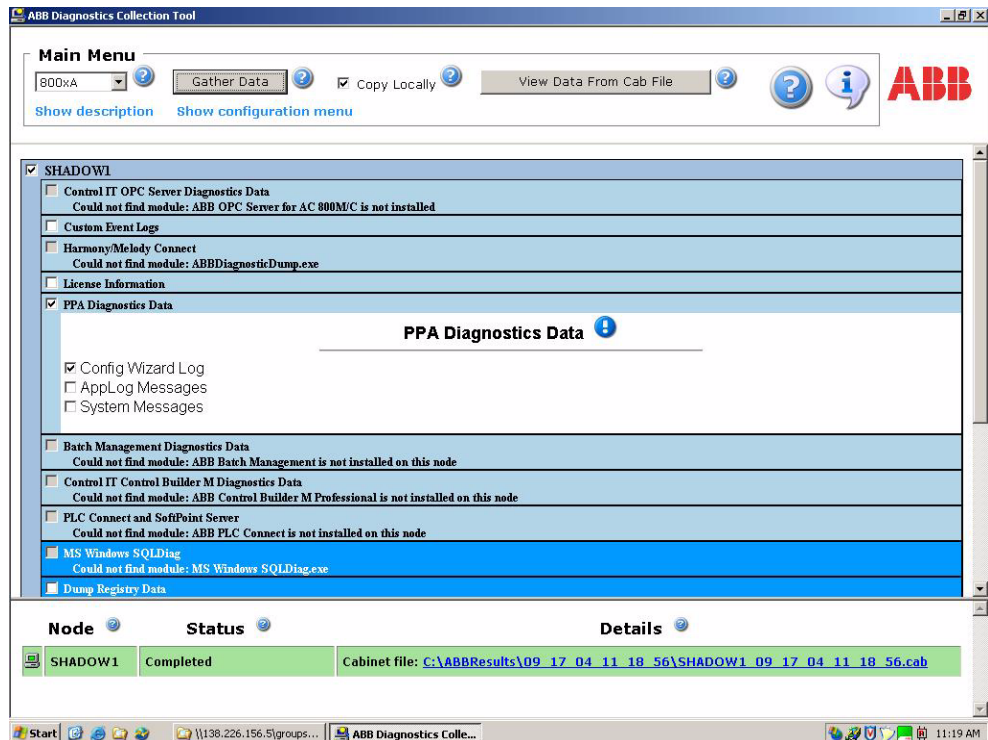 ABB Diagnostics Collection Tool
Main Menu
800xA
Gather Data
Copy Locally
View Data From Cab File
ABB
Show description
Show configuration menu
SHADOW1
Control IT OPC Server Diagnostics Data
Could not find module: ABB OPC Server for AC 800M/C is not installed
Custom Event Logs
Harmony/Melody Connect
Could not find module: ABBDiagnosticDump.exe
License Information
PPA Diagnostics Data
PPA Diagnostics Data
Config Wizard Log
AppLog Messages
System Messages
Batch Management Diagnostics Data
Could not find module: ABB Batch Management is not installed on this node
Control IT Control Builder M Diagnostics Data
Could not find module: ABB Control Builder M Professional is not installed on this node
PLC Connect and SoftPoint Server
Could not find module: ABB PLC Connect is not installed on this node
MS Windows SQLDiag
Could not find module: MS Windows SQLDiag.exe
Dump Registry Data
Node Status Details
SHADOW1 Completed Cabinet file: C:\ABBResults\09_17_04_11_18_56\SHADOW1_09_17_04_11_18_56.cab
Start \\138.226.156.5\groups... ABB Diagnostics Colle... 11:19 AM